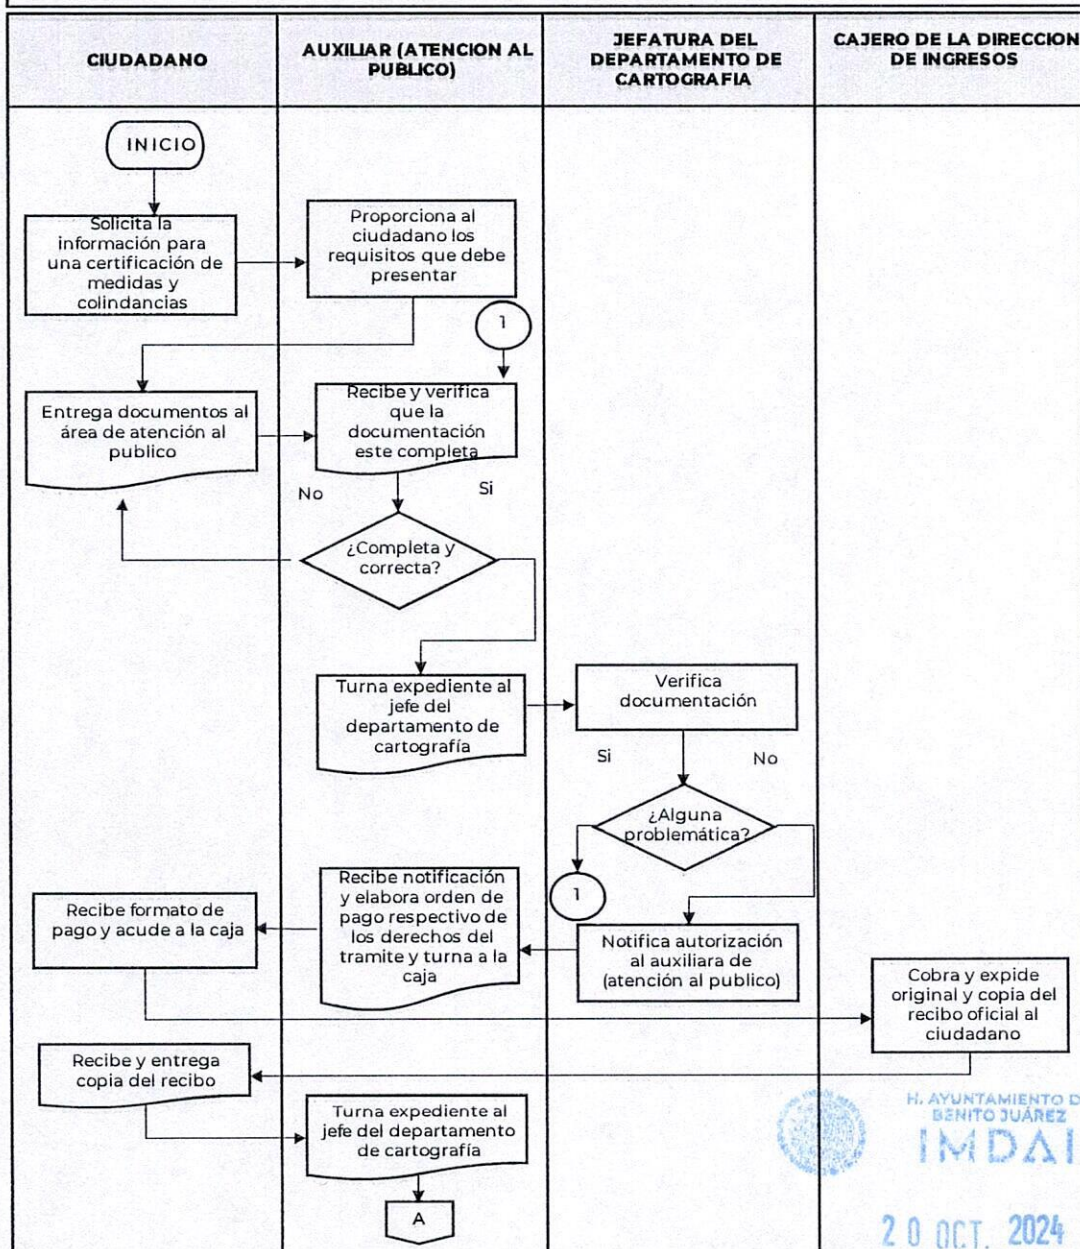 CIUDADANO
AUXILIAR (ATENCION AL
PUBLICO)
JEFATURA DEL
DEPARTAMENTO DE
CARTOGRAFIA
CAJERO DE LA DIRECCION
DE INGRESOS
INICIO
Solicita la
información para
una certificación de
medidas y
colindancias
Proporciona al
ciudadano los
requisitos que debe
presentar
1
Entrega documentos al
área de atención al
publico
Recibe y verifica
que la
documentación
este completa
No
Si
¿Completa y
correcta?
Turna expediente al
jefe del
departamento de
cartografía
Verifica
documentación
Si
No
¿Alguna
problemática?
1
Recibe notificación
y elabora orden de
pago respectivo de
los derechos del
tramite y turna a la
caja
Recibe formato de
pago y acude a la caja
Notifica autorización
al auxiliara de
(atención al publico)
Cobra y expide
original y copia del
recibo oficial al
ciudadano
Recibe y entrega
copia del recibo
Turna expediente al
jefe del departamento
de cartografía
A
H. AYUNTAMIENTO D
BENITO JUÁREZ
IMDAI
20 OCT. 2024